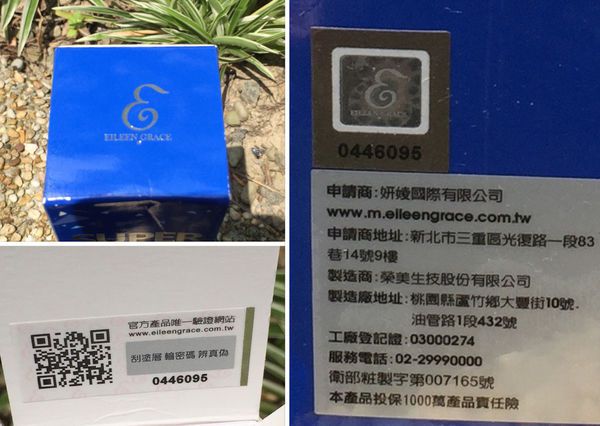 EILEEN GRACE
SUPER
官方產品唯一驗證網站
eileengrace.com.tw
刮塗層 輸密碼 辨真偽
0446095
EILEEN GRACE
0446095
申請商:妍婈國際有限公司
www.m.eileengrace.com.tw
申請商地址:新北市三重區光復路一段83
巷14號9樓
製造商:榮美生技股份有限公司
製造廠地址:桃園縣蘆竹鄉大豐街10號.
油管路1段432號
工廠登記證:03000274
服務電話:02-29990000
衛部粧製字第007165號
本產品投保1000萬產品責任險